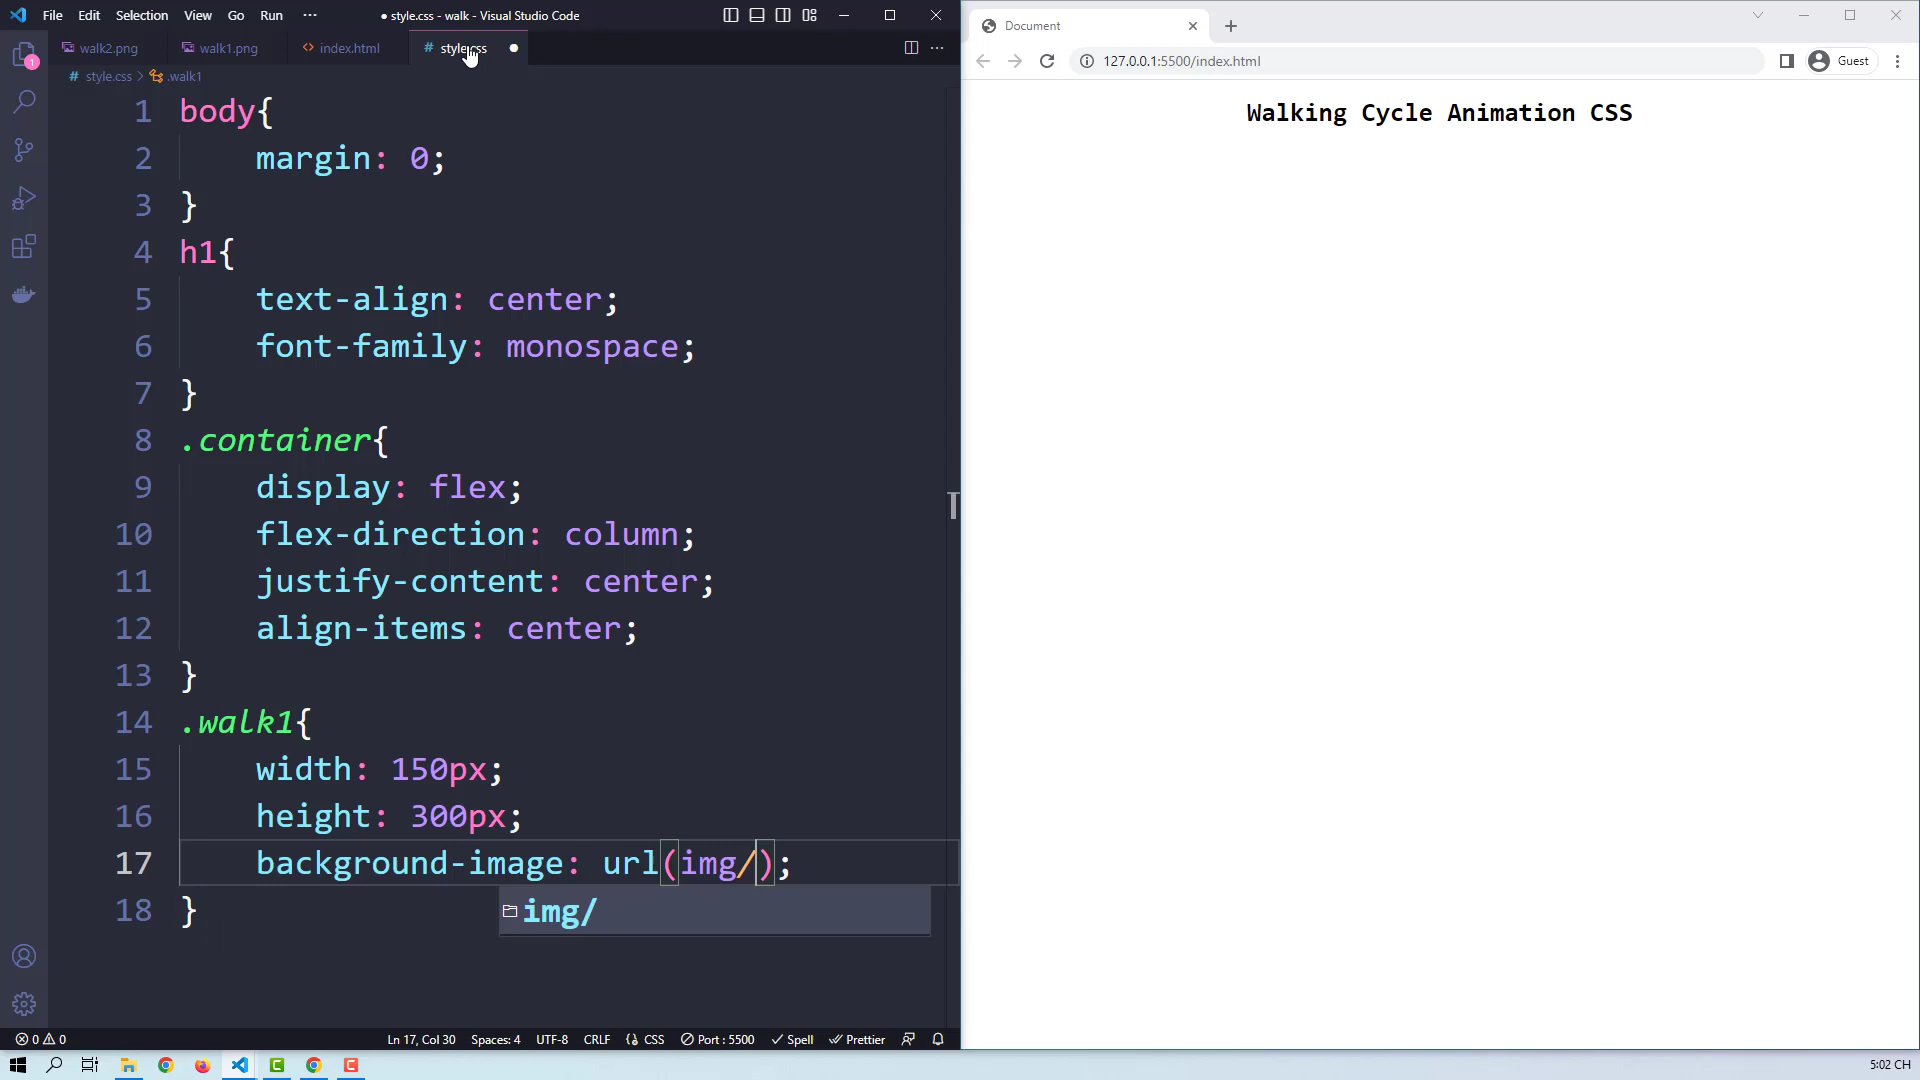 File Edit Selection View Go Run ··· ● style.css - walk - Visual Studio Code
walk2.png walk1.png <> index.html # style.css ● ···
# style.css > .walk1
1 body{
2 margin: 0;
3 }
4 h1{
5 text-align: center;
6 font-family: monospace;
7 }
8 .container{
9 display: flex;
10 flex-direction: column;
11 justify-content: center;
12 align-items: center;
13 }
14 .walk1{
15 width: 150px;
16 height: 300px;
17 background-image: url(img/);
18 }
img/
1
0 0 Ln 17, Col 30 Spaces: 4 UTF-8 CRLF {} CSS Port : 5500 Spell Prettier
Document
127.0.0.1:5500/index.html Guest
Walking Cycle Animation CSS
5:02 CH